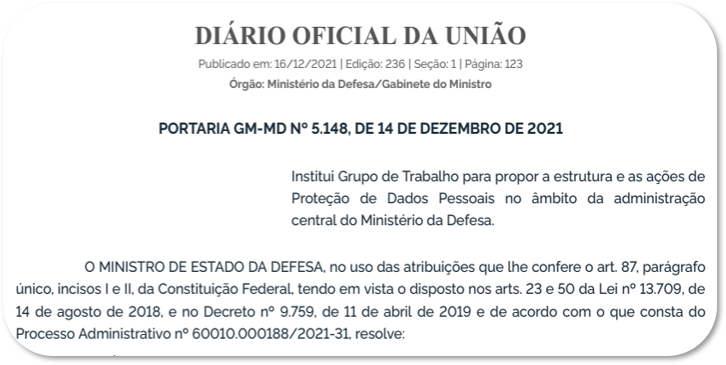 DIÁRIO OFICIAL DA UNIÃO
Publicado em: 16/12/2021 | Edição: 236 | Seção: 1 | Página: 123
Órgão: Ministério da Defesa/Gabinete do Ministro
PORTARIA GM-MD Nº 5.148, DE 14 DE DEZEMBRO DE 2021
Institui Grupo de Trabalho para propor a estrutura e as ações de
Proteção de Dados Pessoais no âmbito da administração
central do Ministério da Defesa.
O MINISTRO DE ESTADO DA DEFESA, no uso das atribuições que lhe confere o art. 87, parágrafo
único, incisos I e II, da Constituição Federal, tendo em vista o disposto nos arts. 23 e 50 da Lei nº 13.709, de
14 de agosto de 2018, e no Decreto nº 9.759, de 11 de abril de 2019 e de acordo com o que consta do
Processo Administrativo nº 60010.000188/2021-31, resolve: